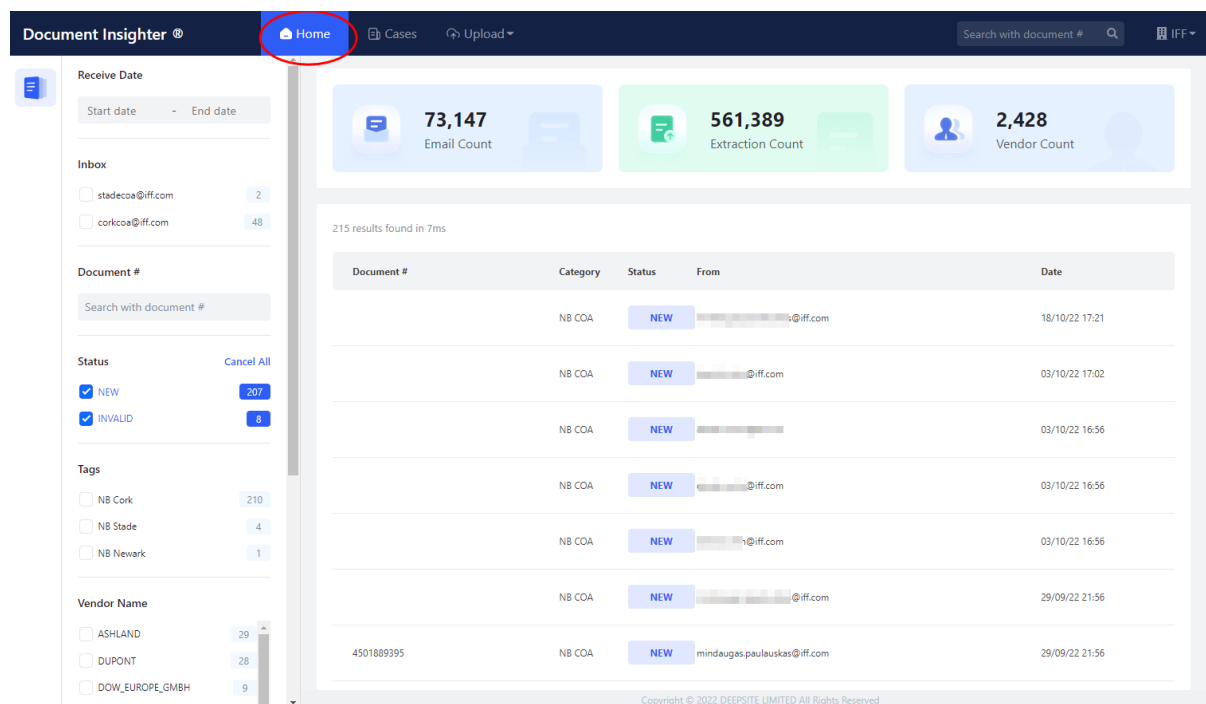 Document Insighter ®
Home
Cases
Upload
Search with document #
IFF
Receive Date
Start date - End date
Inbox
stadecoa@iff.com 2
corkcoa@iff.com 48
Document #
Search with document #
Status Cancel All
NEW 207
INVALID 8
Tags
NB Cork 210
NB Stade 4
NB Newark 1
Vendor Name
ASHLAND 29
DUPONT 28
DOW_EUROPE_GMBH 9
73,147
Email Count
561,389
Extraction Count
2,428
Vendor Count
215 results found in 7ms
Document # Category Status From Date
NB COA NEW @iff.com 18/10/22 17:21
NB COA NEW @iff.com 03/10/22 17:02
NB COA NEW 03/10/22 16:56
NB COA NEW @iff.com 03/10/22 16:56
NB COA NEW @iff.com 03/10/22 16:56
NB COA NEW @iff.com 29/09/22 21:56
4501889395 NB COA NEW mindaugas.paulauskas@iff.com 29/09/22 21:56
Copyright © 2022 DEEPSITE LIMITED All Rights Reserved